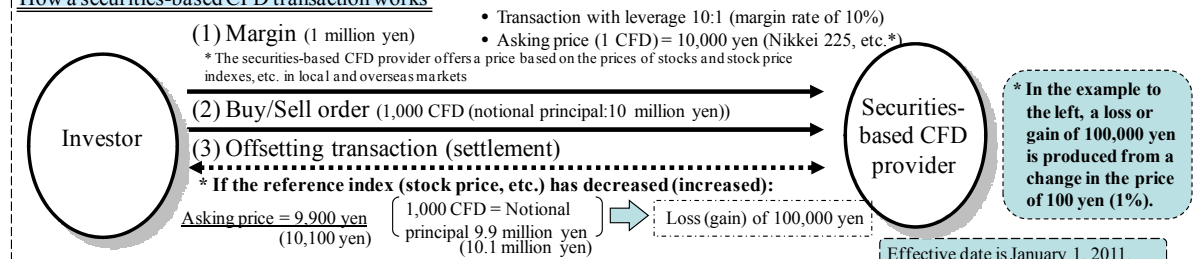 How a securities-based CFD transaction works
(1) Margin (1 million yen)
• Transaction with leverage 10:1 (margin rate of 10%)
• Asking price (1 CFD) = 10,000 yen (Nikkei 225, etc.*)
* The securities-based CFD provider offers a price based on the prices of stocks and stock price
indexes, etc. in local and overseas markets
(2) Buy/Sell order (1,000 CFD (notional principal:10 million yen))
(3) Offsetting transaction (settlement)
Investor
Securities-
based CFD
provider
* If the reference index (stock price, etc.) has decreased (increased):
Asking price = 9,900 yen
(10,100 yen)
1,000 CFD = Notional
principal 9.9 million yen
(10.1 million yen)
Loss (gain) of 100,000 yen
* In the example to
the left, a loss or
gain of 100,000 yen
is produced from a
change in the price
of 100 yen (1%).
Effective date is January 1, 2011